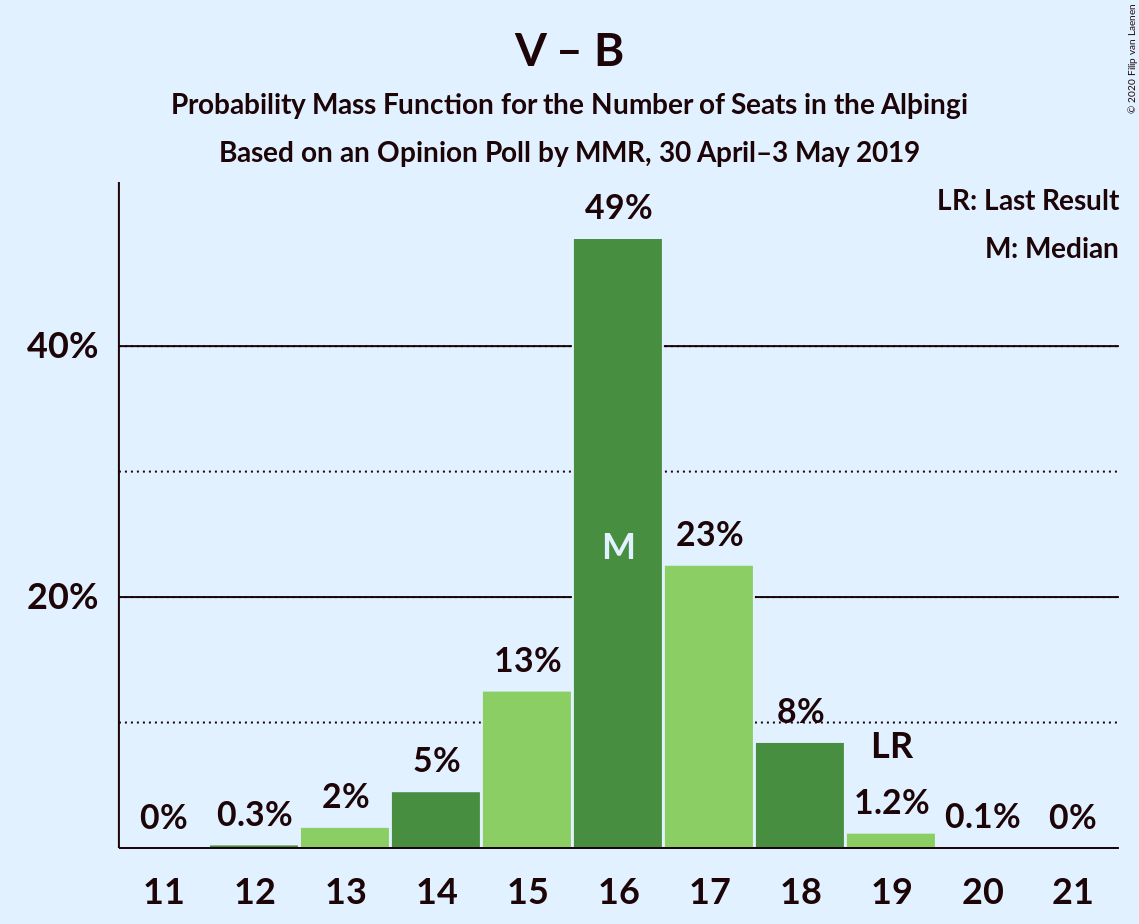 V – B
Probability Mass Function for the Number of Seats in the Alþingi
Based on an Opinion Poll by MMR, 30 April–3 May 2019
© 2020 Filip van Laenen
LR: Last Result
M: Median
49%
40%
M
23%
20%
13%
8%
LR
5%
2%
1.2%
0%
0.3%
0.1%
0%
11 12 13 14 15 16 17 18 19 20 21